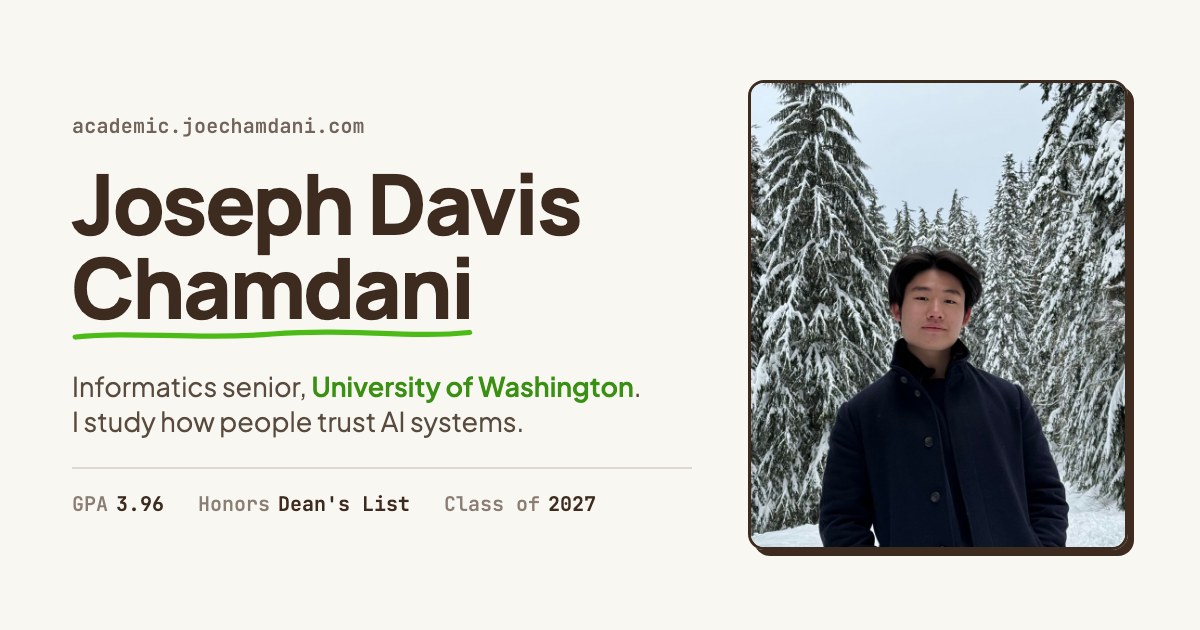 academic.joechamdani.com
Joseph Davis
Chamdani
Informatics senior, University of Washington.
I study how people trust AI systems.
GPA 3.96 Honors Dean's List Class of 2027